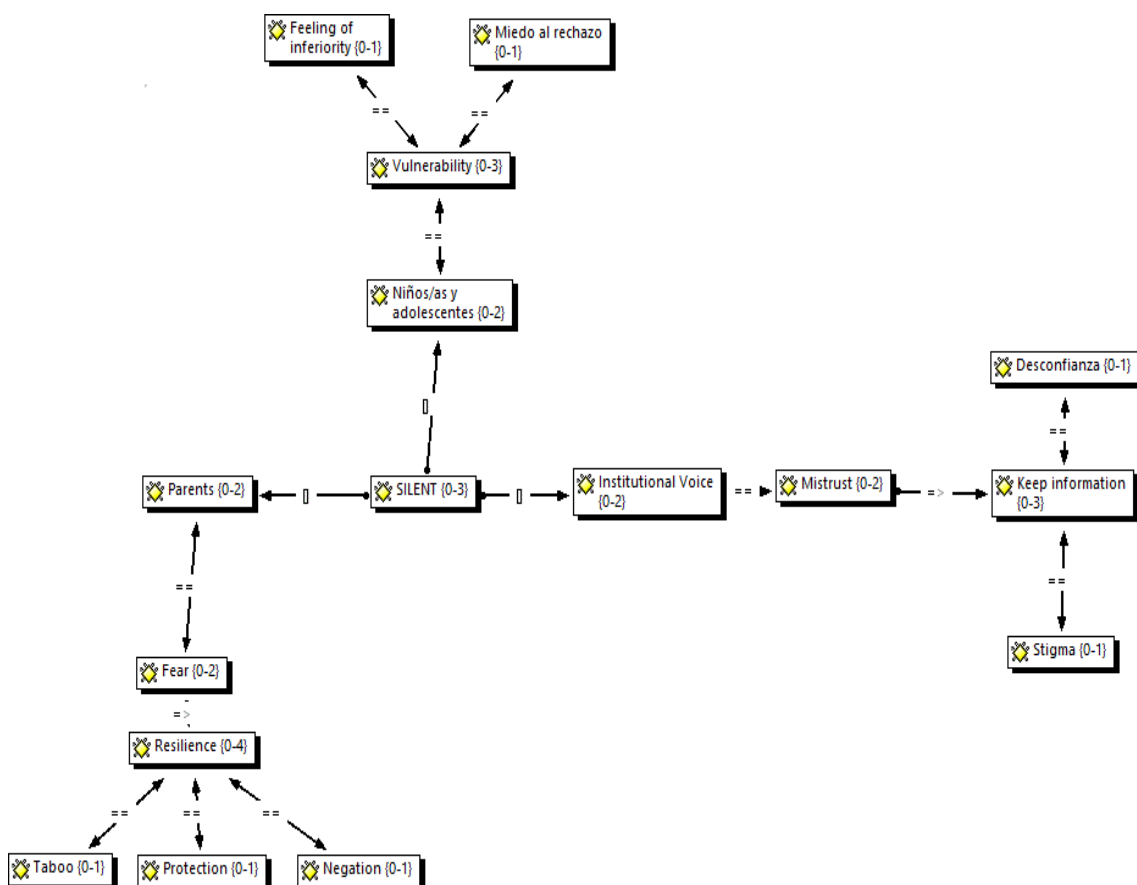 Feeling of
inferiority {0-1}
Miedo al rechazo
{0-1}
==
==
Vulnerability {0-3}
==
Niños/as y
adolescentes {0-2}
[]
Desconfianza {0-1}
==
Parents {0-2}
[]
SILENT {0-3}
[]
Institutional Voice
{0-2}
==
Mistrust {0-2}
=>
Keep information
{0-3}
==
==
Stigma {0-1}
Fear {0-2}
=>
Resilience {0-4}
==
==
==
Taboo {0-1}
Protection {0-1}
Negation {0-1}